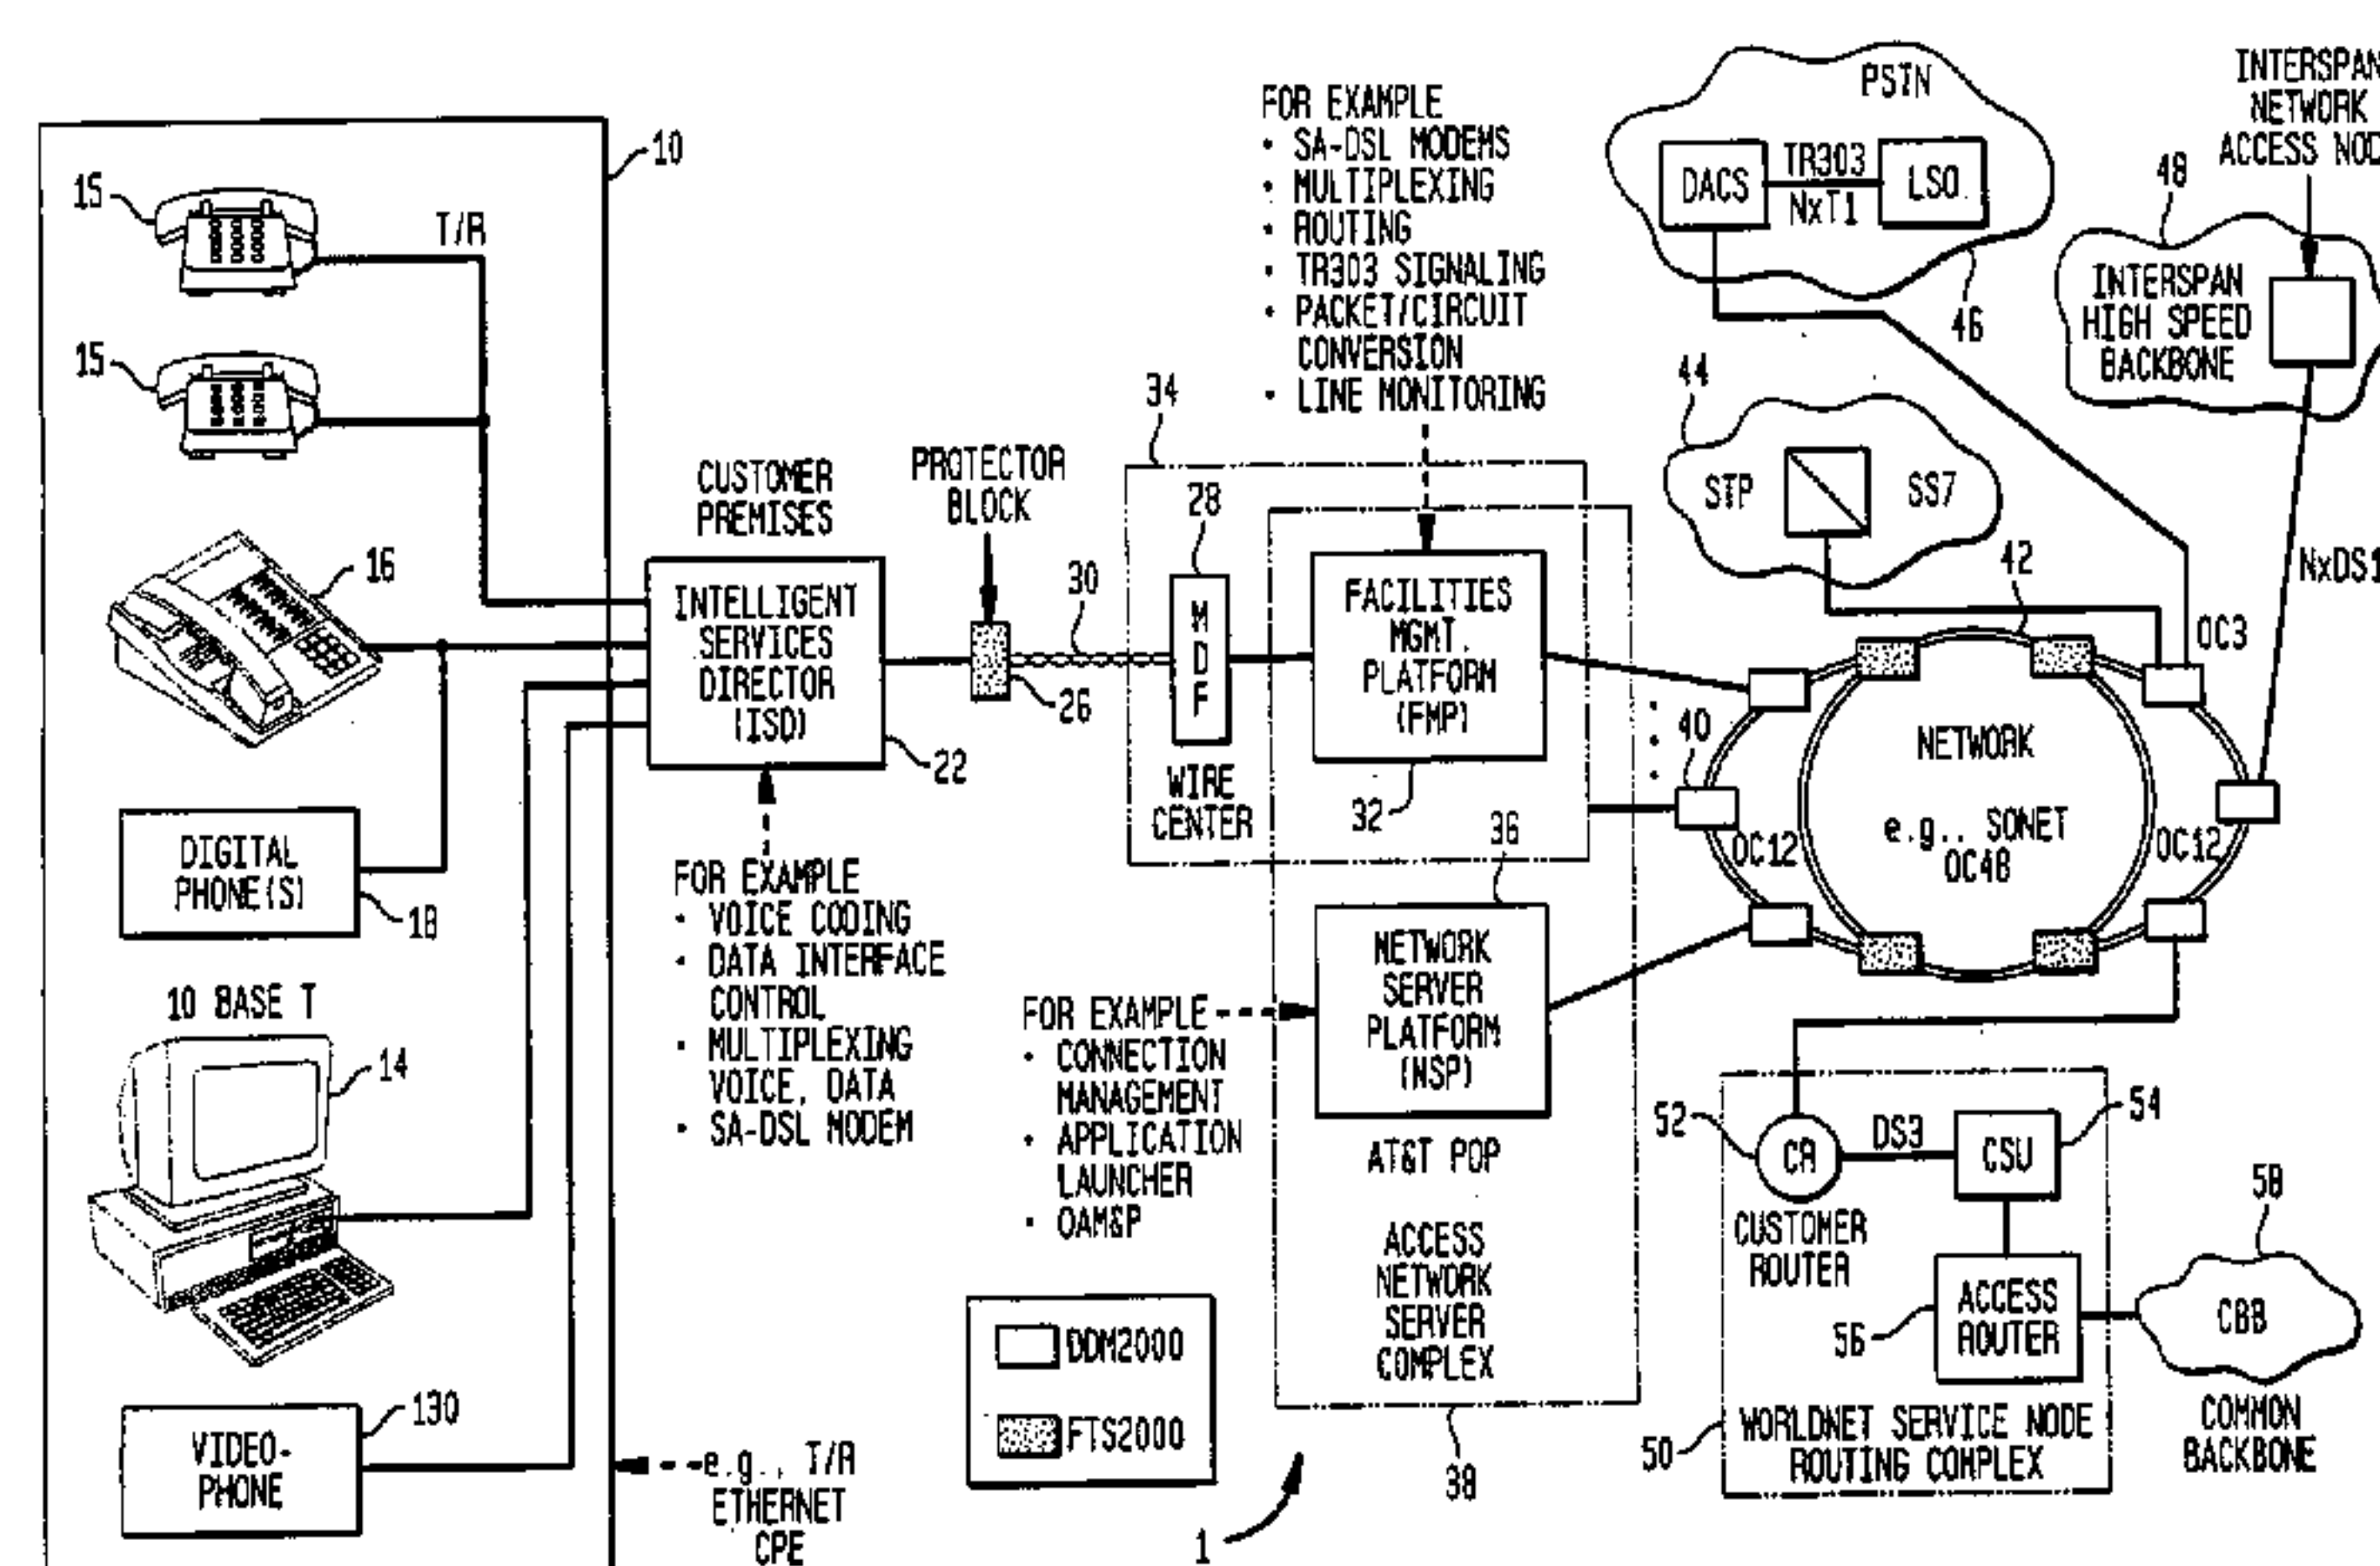 10
15
T/R
15
16
DIGITAL
PHONE(S)
18
10 BASE T
14
VIDEO-
PHONE
130
e.g., T/R
ETHERNET
CPE
CUSTOMER
PREMISES
INTELLIGENT
SERVICES
DIRECTOR
(ISD)
22
FOR EXAMPLE
• VOICE CODING
• DATA INTERFACE
CONTROL
• MULTIPLEXING
VOICE, DATA
• SA-DSL MODEM
PROTECTOR
BLOCK
26
30
34
28
MDF
WIRE
CENTER
FOR EXAMPLE
• SA-DSL MODEMS
• MULTIPLEXING
• ROUTING
• TR303 SIGNALING
• PACKET/CIRCUIT
CONVERSION
• LINE MONITORING
FACILITIES
MGMT.
PLATFORM
(FMP)
32
36
NETWORK
SERVER
PLATFORM
(NSP)
AT&T POP
ACCESS
NETWORK
SERVER
COMPLEX
38
FOR EXAMPLE
• CONNECTION
MANAGEMENT
• APPLICATION
LAUNCHER
• OAM&P
DDM2000
FTS2000
1
PSTN
DACS
TR303
NxT1
LSO
46
INTERSPAN
NETWORK
ACCESS
48
INTERSPAN
HIGH SPEED
BACKBONE
44
STP
SS7
42
OC3
NxDS1
40
NETWORK
e.g., SONET
OC48
OC12
OC12
52
CR
DS3
CSU
54
CUSTOMER
ROUTER
ACCESS
ROUTER
56
58
CBB
COMMON
BACKBONE
50
WORLDNET SERVICE NODE
ROUTING COMPLEX